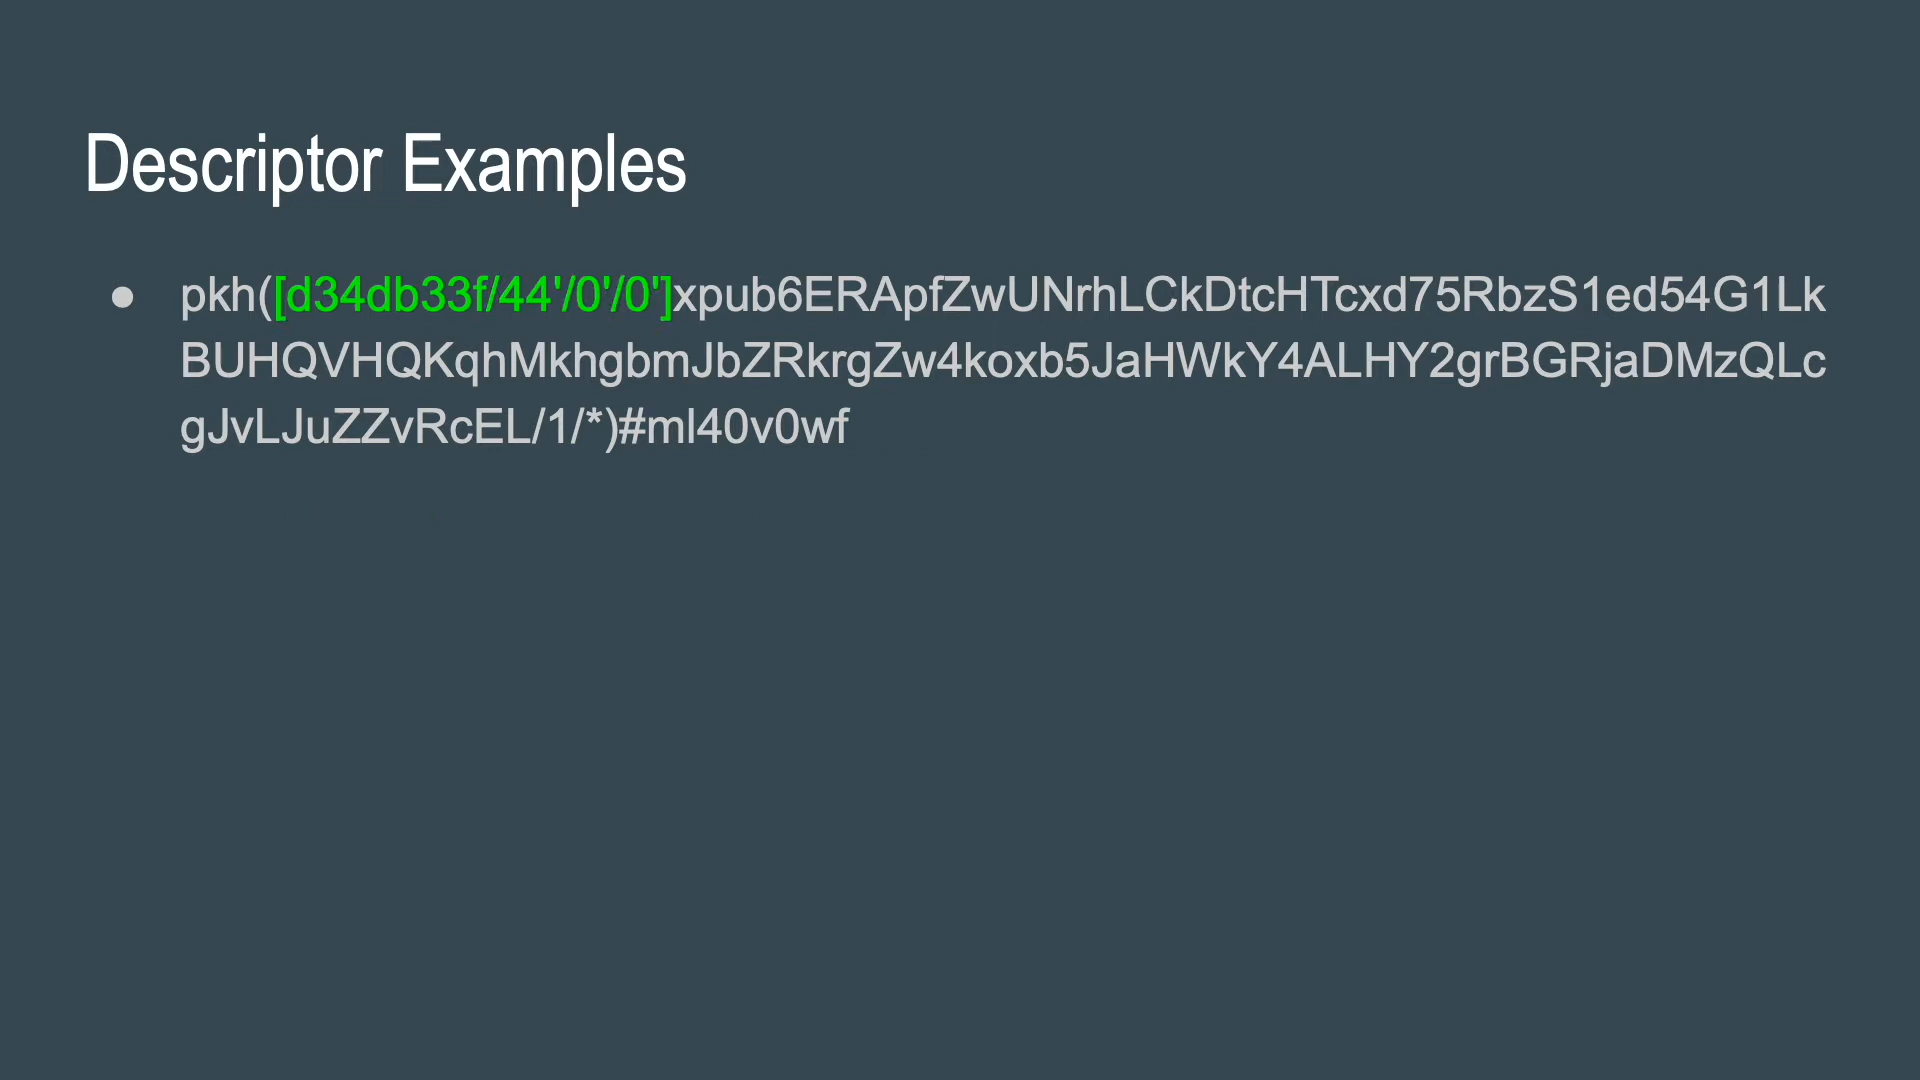 Descriptor Examples
● pkh([d34db33f/44'/0'/0']xpub6ERApfZwUNrhLCkDtcHTcxd75RbzS1ed54G1Lk
BUHQVHQKqhMkhgbmJbZRkrgZw4koxb5JaHWkY4ALHY2grBGRjaDMzQLc
gJvLJuZZvRcEL/1/*)#ml40v0wf